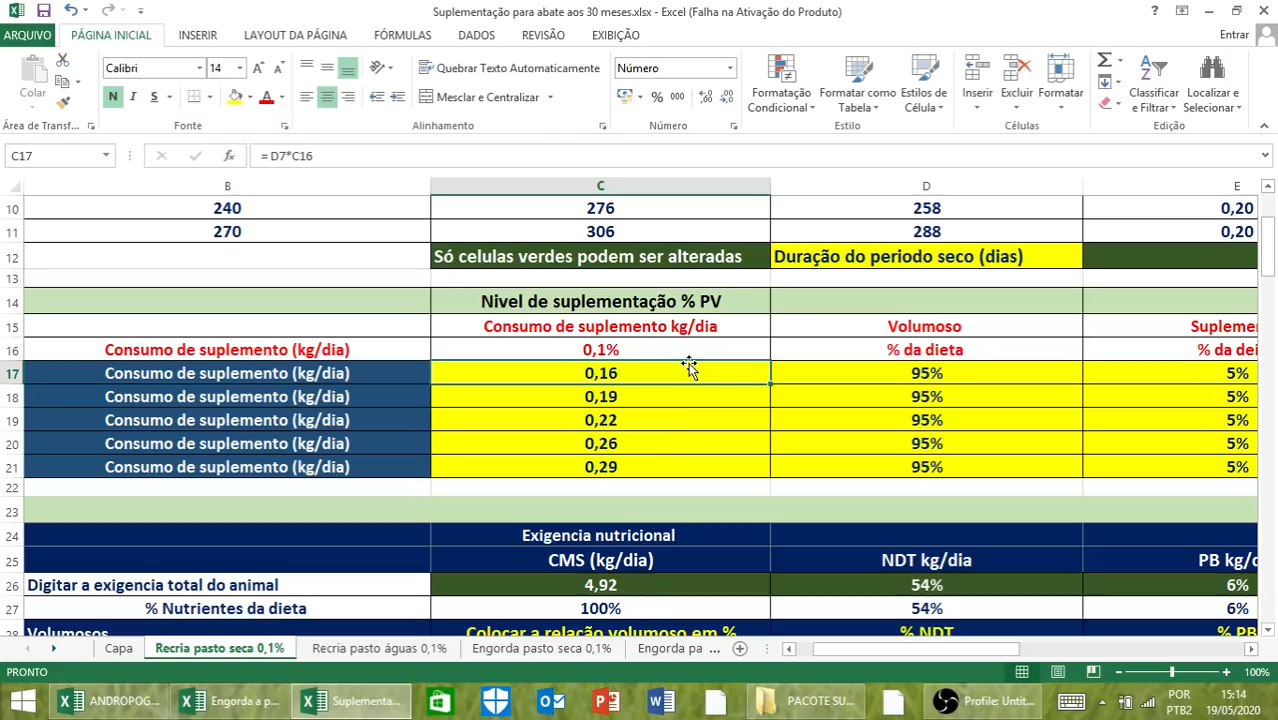 Suplementação para abate aos 30 meses.xlsx - Excel (Falha na Ativação do Produto)
ARQUIVO PÁGINA INICIAL INSERIR LAYOUT DA PÁGINA FÓRMULAS DADOS REVISÃO EXIBIÇÃO Entrar
Colar
Calibri 14
N I S
Quebrar Texto Automaticamente
Mesclar e Centralizar
Número
% 000
Formatação Condicional
Formatar como Tabela
Estilos de Célula
Inserir
Excluir
Formatar
Classificar e Filtrar
Localizar e Selecionar
Área de Transf... Fonte Alinhamento Número Estilo Células Edição
C17 fx = D7*C16
B C D E
10 240 276 258 0,20
11 270 306 288 0,20
12 Só celulas verdes podem ser alteradas Duração do periodo seco (dias)
13
14 Nivel de suplementação % PV
15 Consumo de suplemento kg/dia Volumoso Supleme
16 Consumo de suplemento (kg/dia) 0,1% % da dieta % da die
17 Consumo de suplemento (kg/dia) 0,16 95% 5%
18 Consumo de suplemento (kg/dia) 0,19 95% 5%
19 Consumo de suplemento (kg/dia) 0,22 95% 5%
20 Consumo de suplemento (kg/dia) 0,26 95% 5%
21 Consumo de suplemento (kg/dia) 0,29 95% 5%
22
23
24 Exigencia nutricional
25 CMS (kg/dia) NDT kg/dia PB kg/d
26 Digitar a exigencia total do animal 4,92 54% 6%
27 % Nutrientes da dieta 100% 54% 6%
28 Volumosos Colocar a relação volumoso em % % NDT % PB
Capa Recria pasto seca 0,1% Recria pasto águas 0,1% Engorda pasto seca 0,1% Engorda pa ...
PRONTO 100%
ANDROPOG... Engorda a p... Suplementa... PACOTE SU... Profile: Untit...
POR
PTB2
15:14
19/05/2020